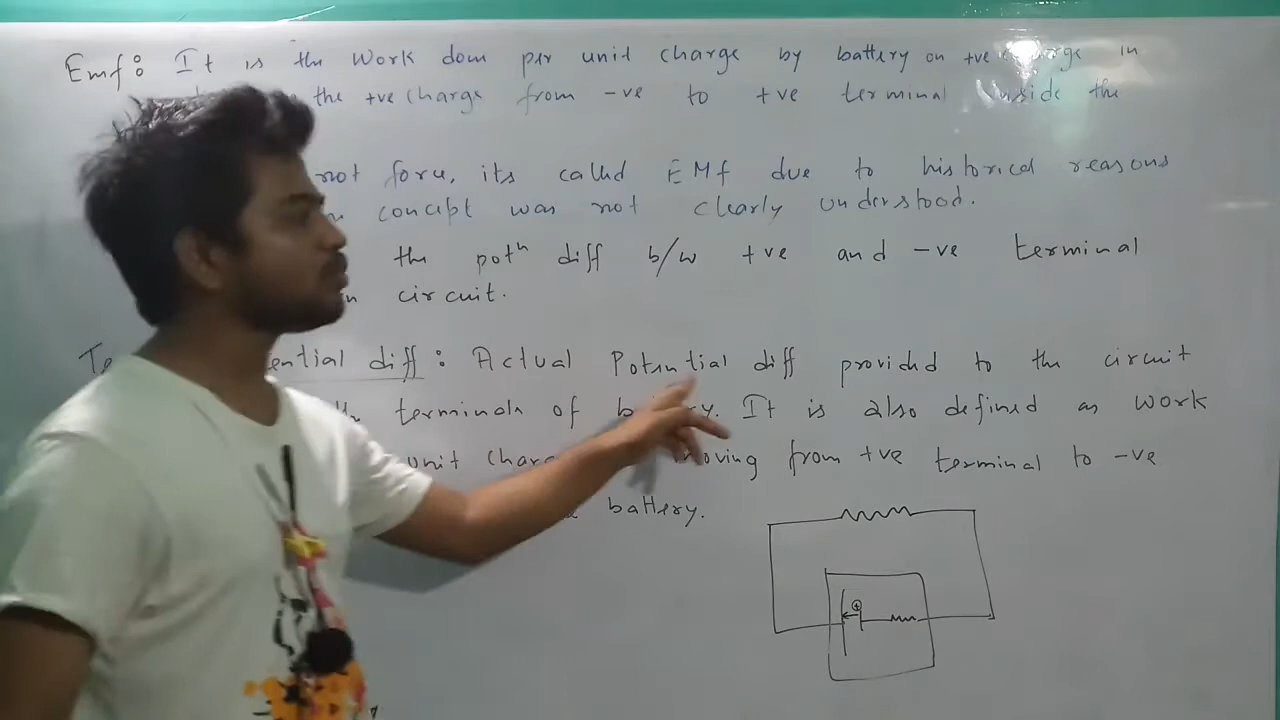 Emf: It is the Work done per unit charge by battery on +ve charge in
the +ve charge from -ve to +ve terminal inside the
not force, its called EMf due to historical reasons
concept was not clearly understood.
the potⁿ diff b/w +ve and -ve terminal
in circuit.
ential diff: Actual Potential diff provided to the circuit
the terminals of battery. It is also defined as work
unit charge moving from +ve terminal to -ve
battery.
+